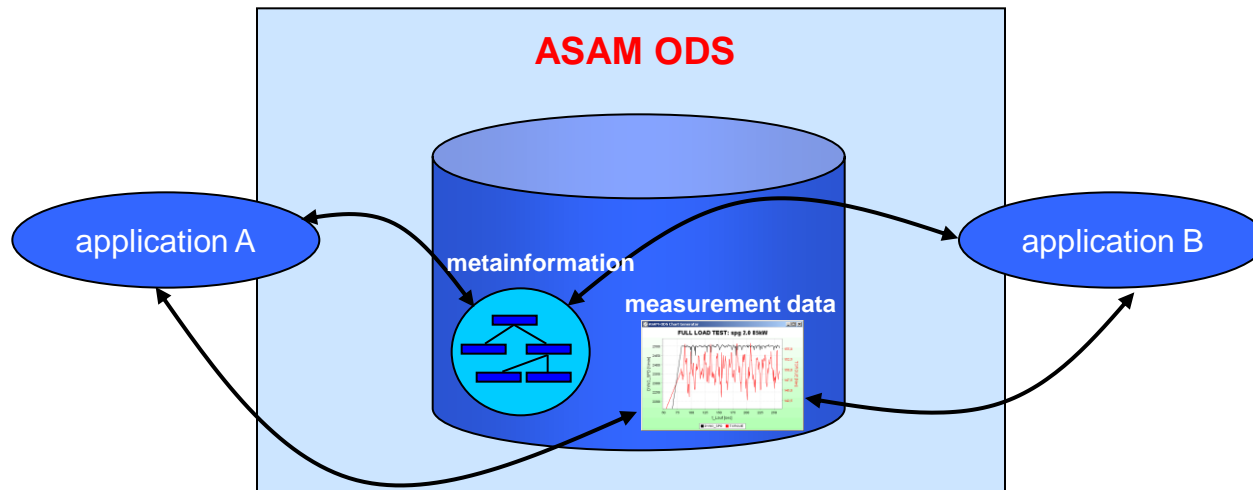 ASAM ODS
application A
application B
metainformation
measurement data
FULL LOAD TEST: spg 2.0 85kW